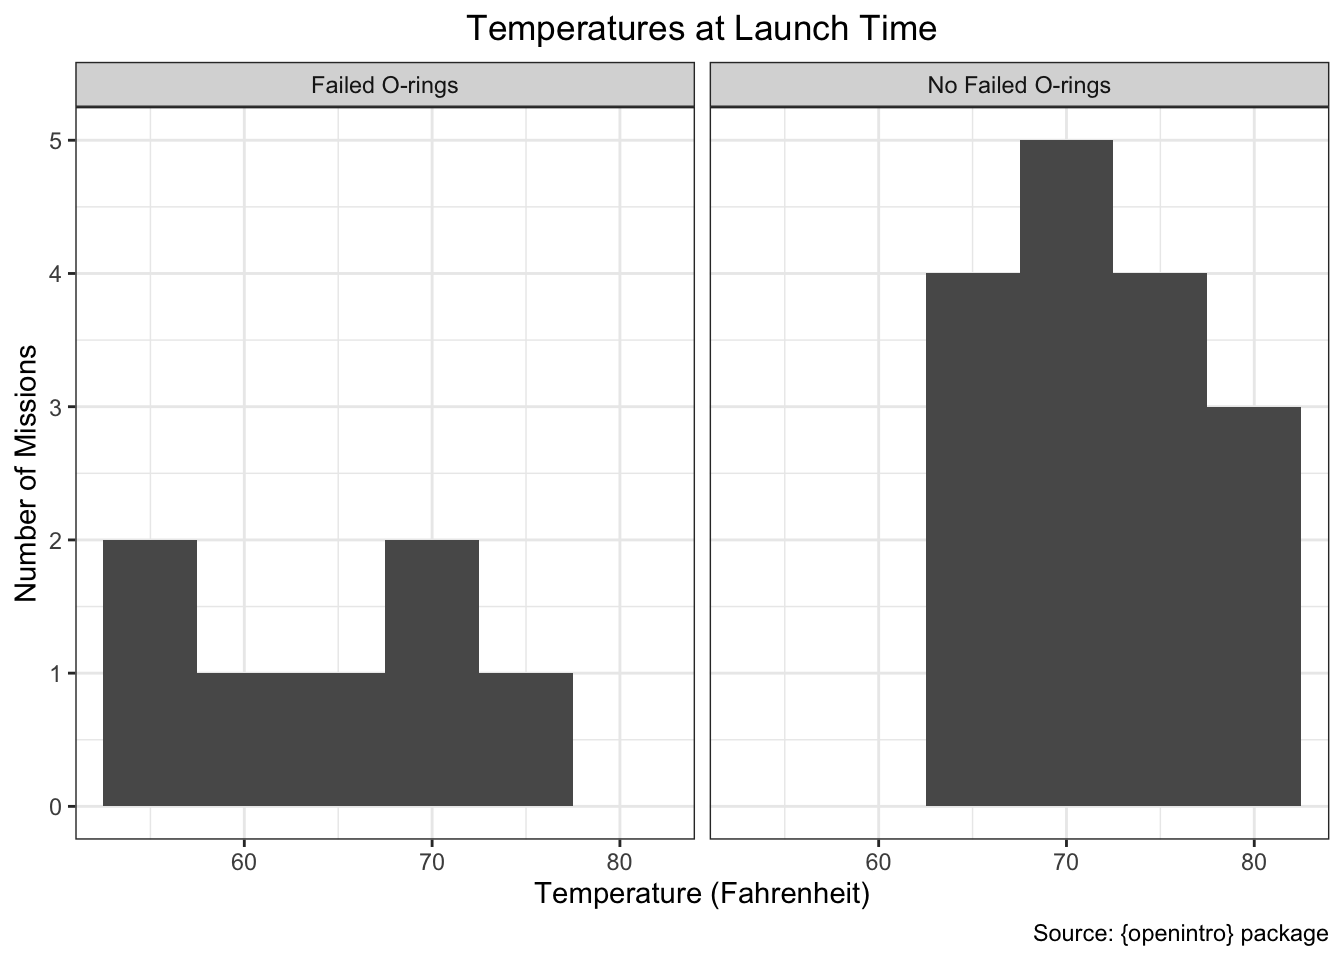 Temperatures at Launch Time
Failed O-rings
No Failed O-rings
5
4
3
2
1
0
Number of Missions
60
70
80
60
70
80
Temperature (Fahrenheit)
Source: {openintro} package